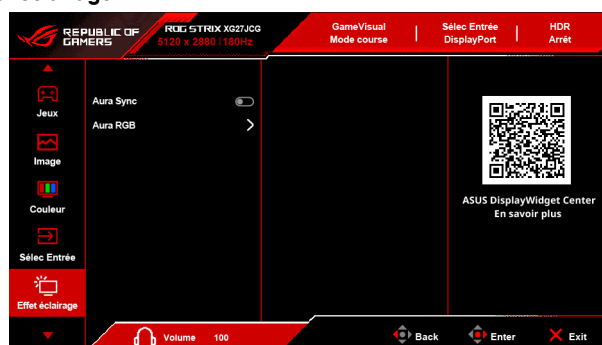 REPUBLIC OF
GAMERS
ROG STRIX XG27JCG
5120 x 2880 | 180Hz
GameVisual
Mode course
Sélec Entrée
DisplayPort
HDR
Arrêt
Jeux
Image
Couleur
Sélec Entrée
Effet éclairage
Aura Sync
Aura RGB
ASUS DisplayWidget Center
En savoir plus
Volume 100
Back
Enter
Exit